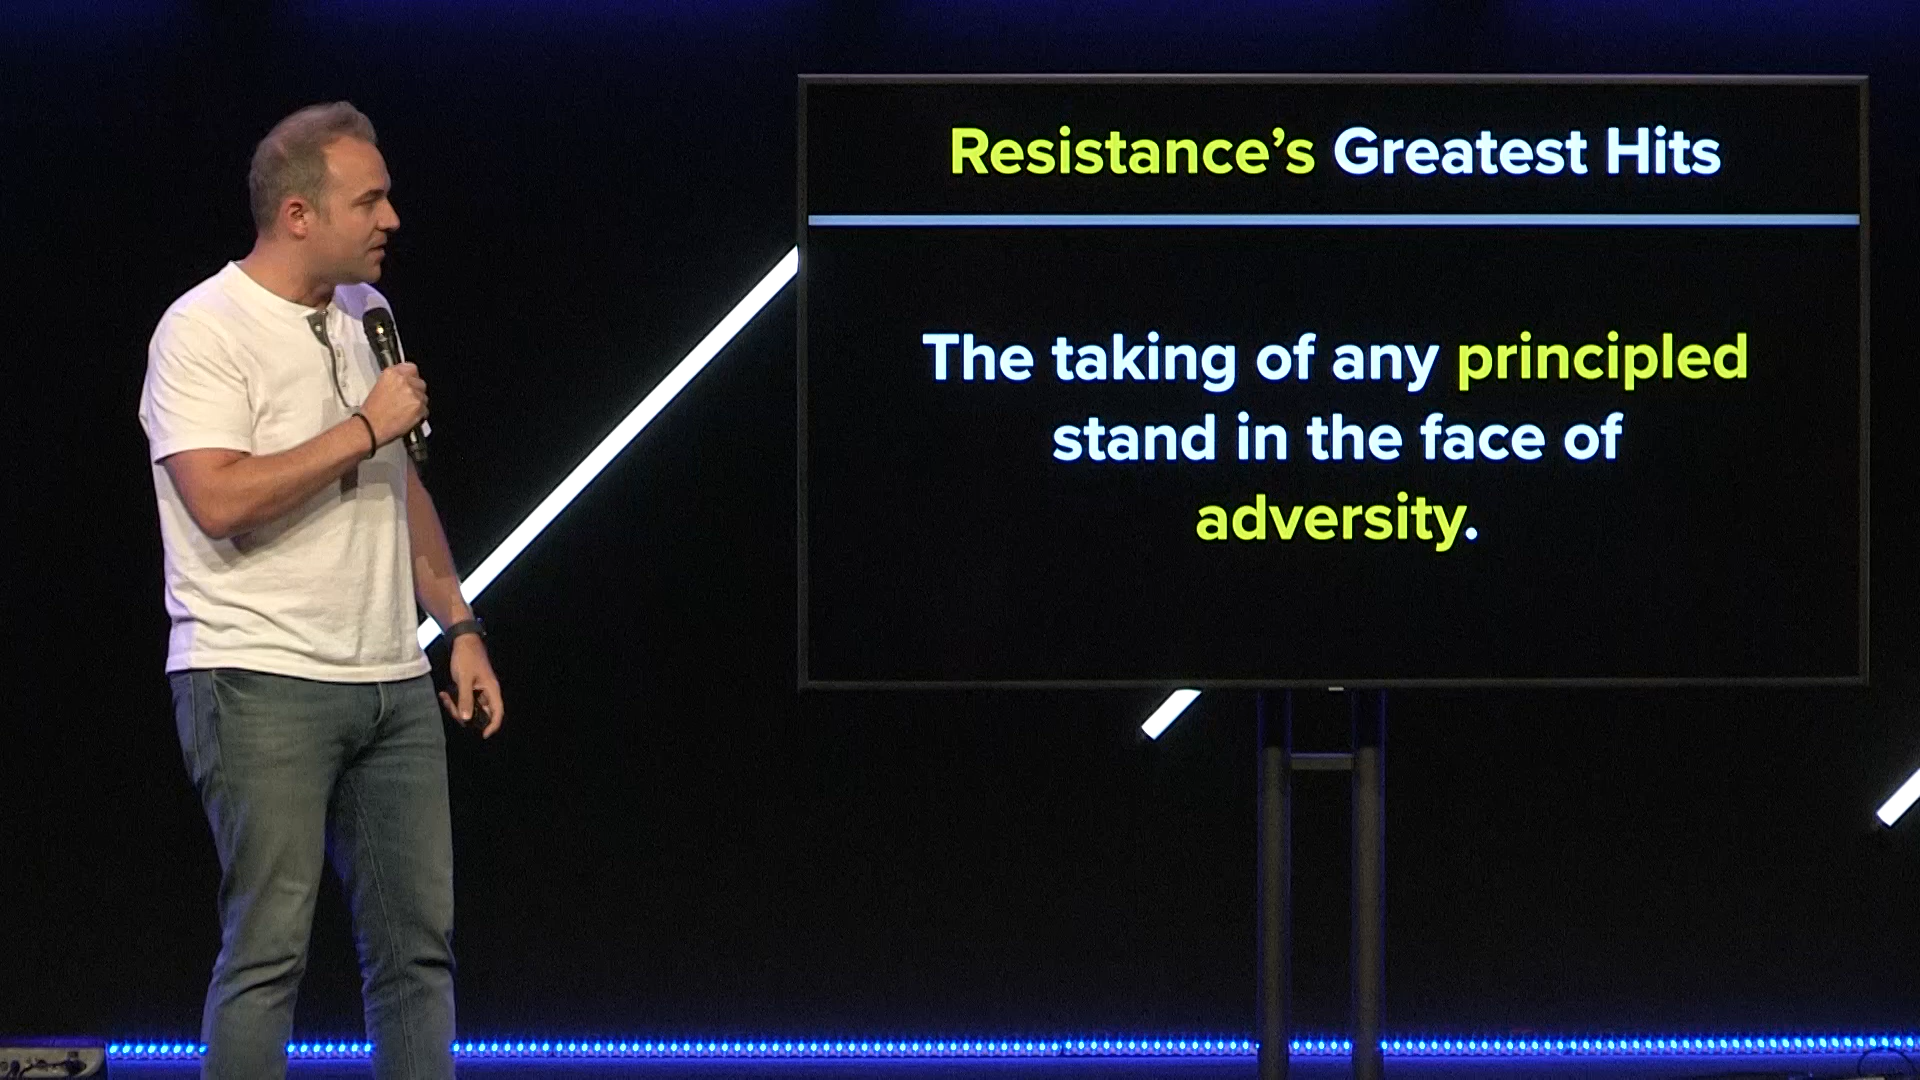 Resistance’s Greatest Hits
The taking of any principled
stand in the face of
adversity.